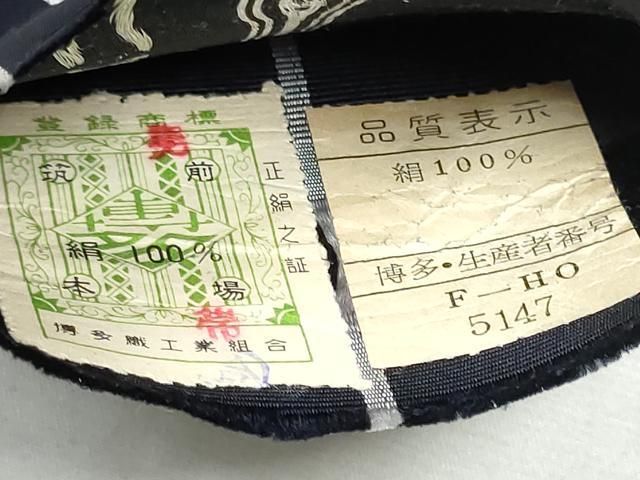 登録商標
筑前
博多
絹 100%
本場
帯
正絹之証
博多織工業組合
品質表示
絹100%
博多・生産者番号
F-HO
5147